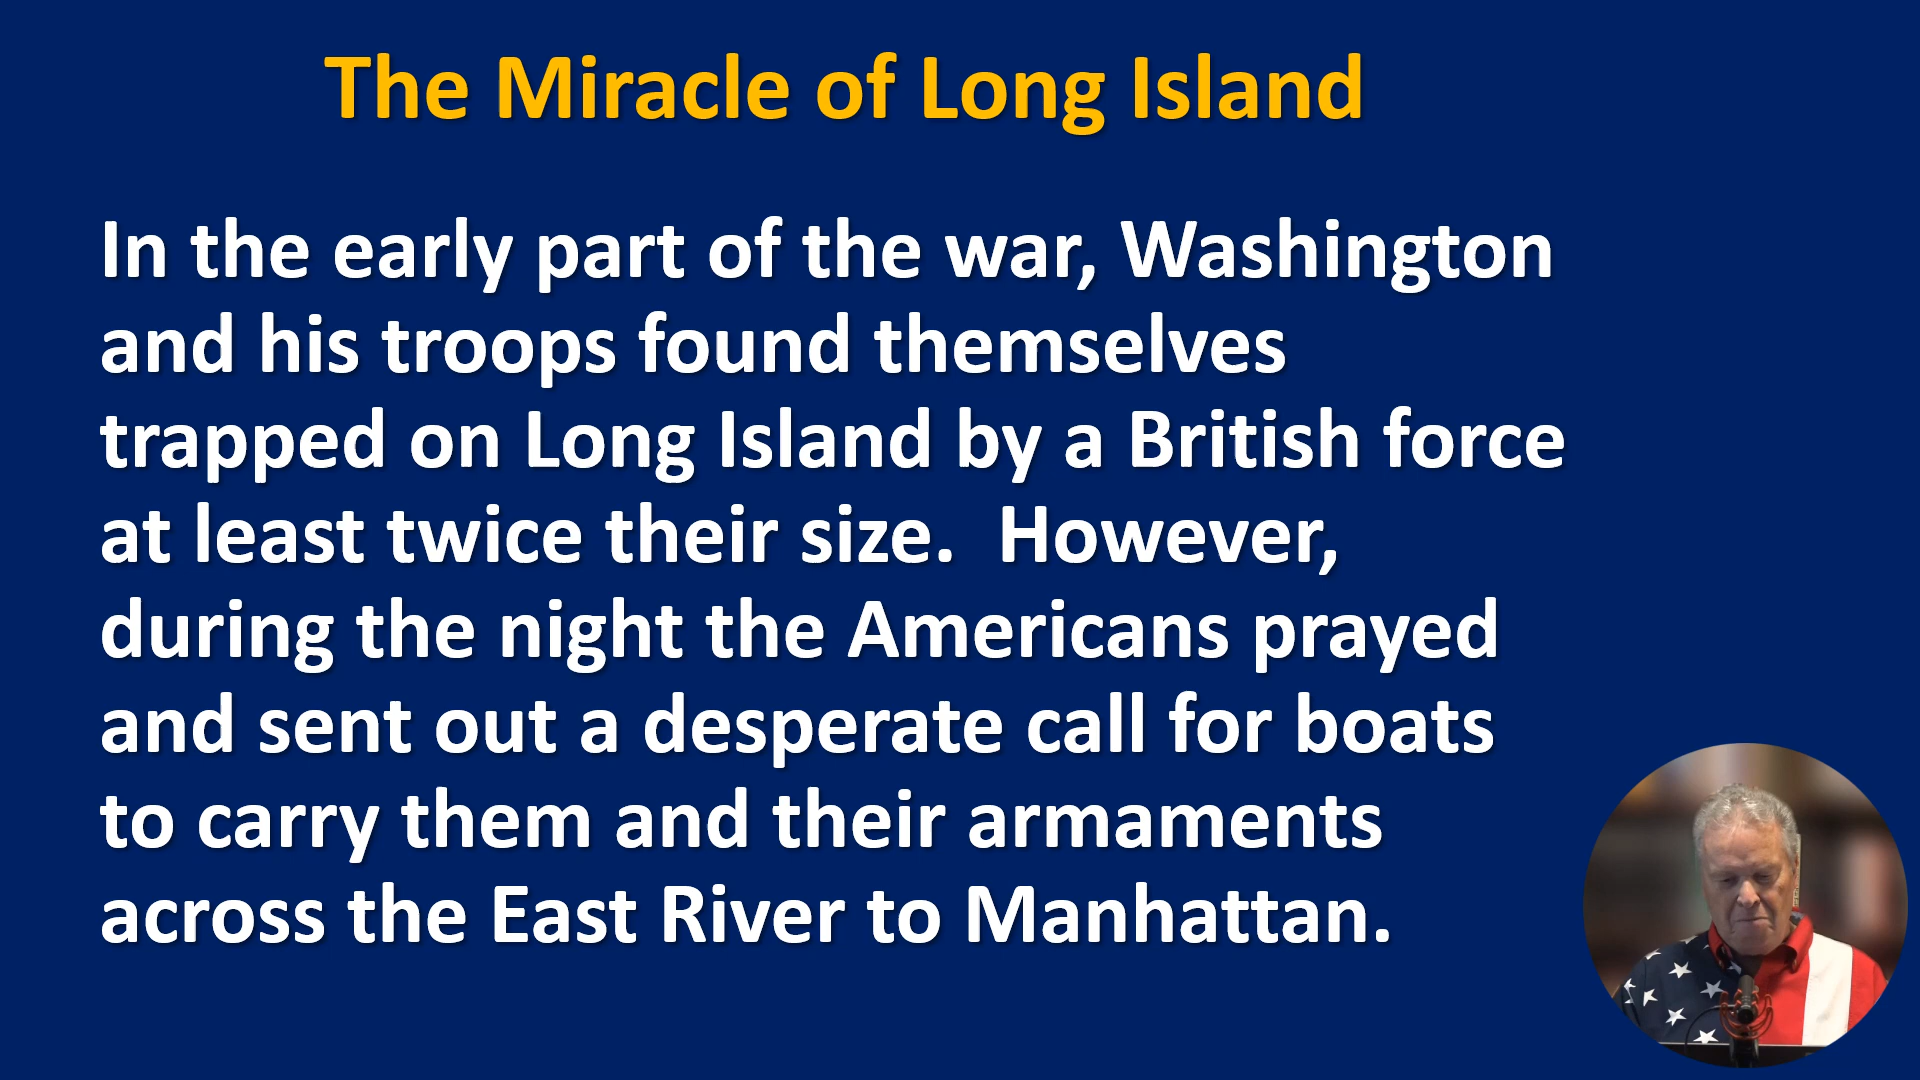 The Miracle of Long Island
In the early part of the war, Washington
and his troops found themselves
trapped on Long Island by a British force
at least twice their size.  However,
during the night the Americans prayed
and sent out a desperate call for boats
to carry them and their armaments
across the East River to Manhattan.